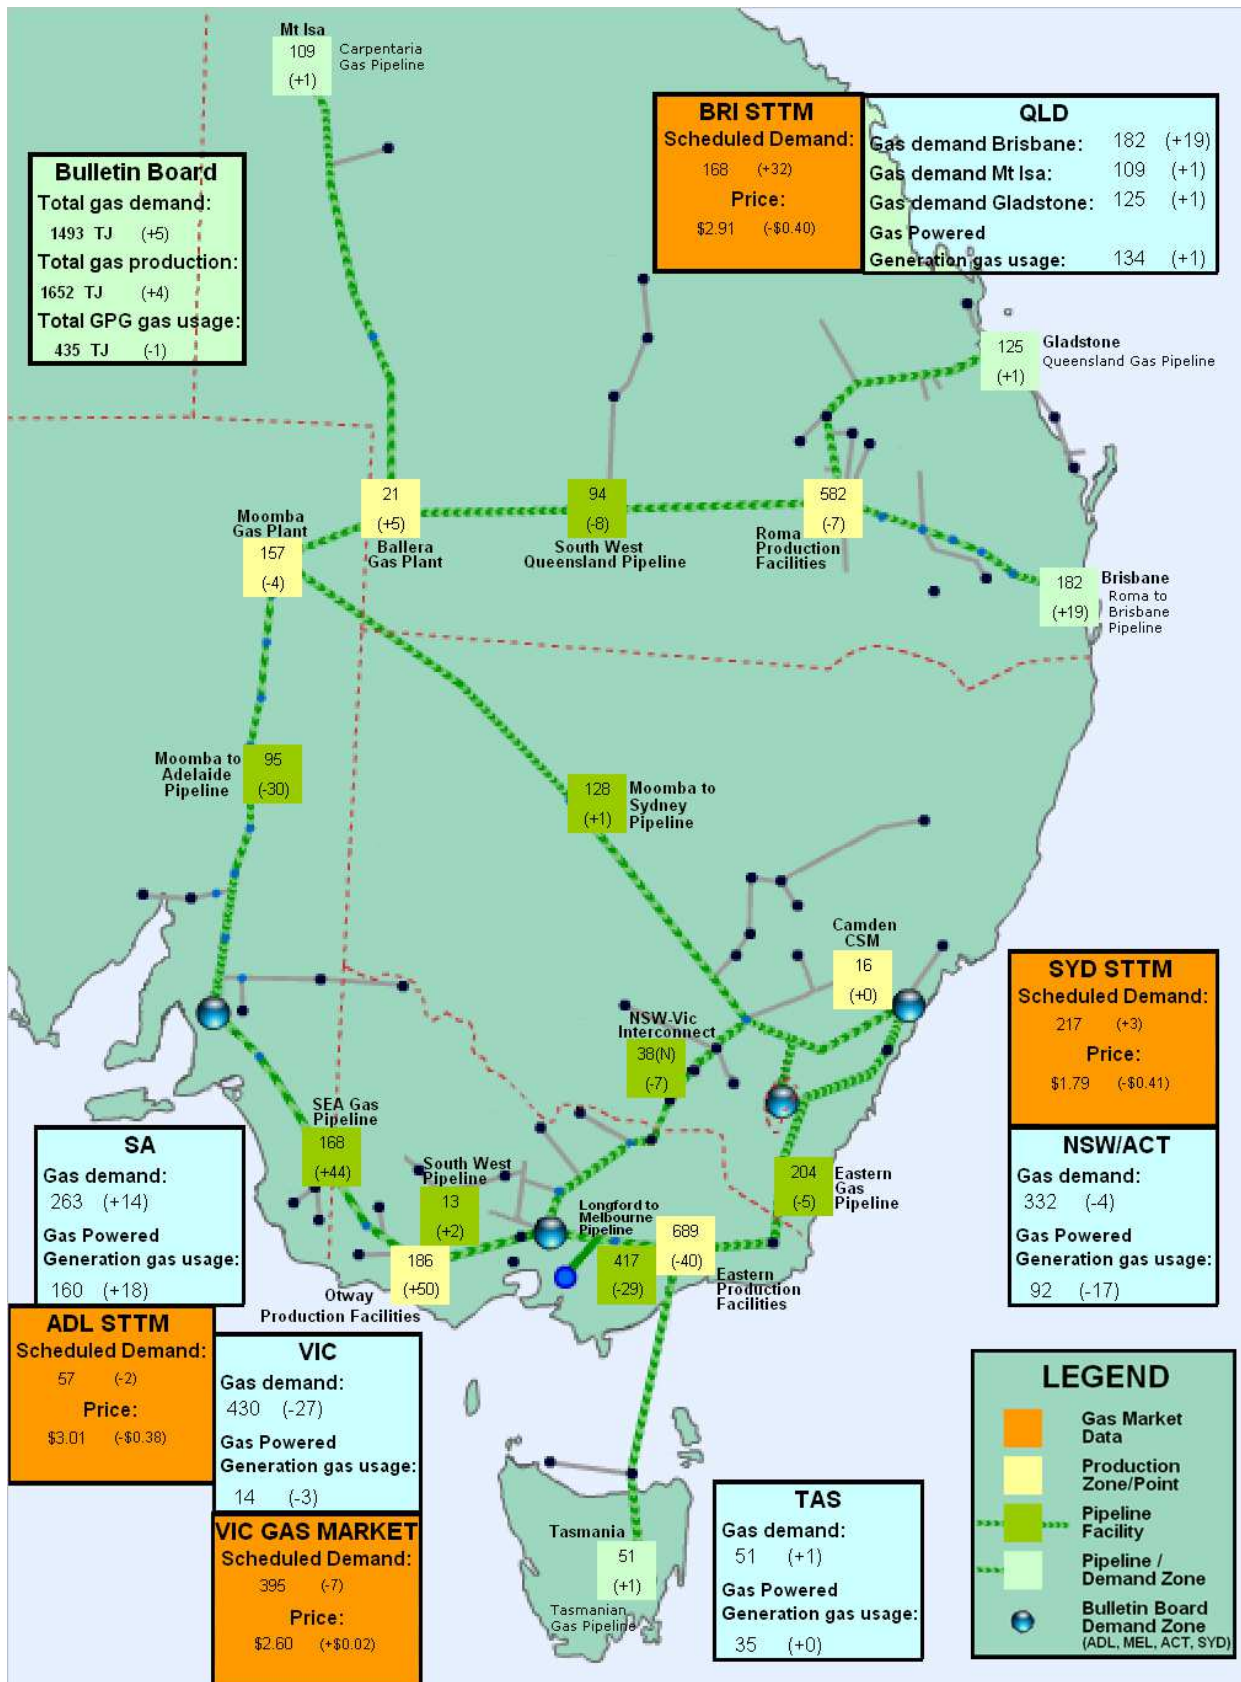 Mt Isa
109
(+1)
Carpentaria
Gas Pipeline
Bulletin Board
Total gas demand:
1493 TJ (+5)
Total gas production:
1652 TJ (+4)
Total GPG gas usage:
435 TJ (-1)
BRI STTM
Scheduled Demand:
168 (+32)
Price:
$2.91 (-$0.40)
QLD
Gas demand Brisbane: 182 (+19)
Gas demand Mt Isa: 109 (+1)
Gas demand Gladstone: 125 (+1)
Gas Powered
Generation gas usage: 134 (+1)
125
(+1)
Gladstone
Queensland Gas Pipeline
21
(+5)
Ballera
Gas Plant
94
(-8)
South West
Queensland Pipeline
582
(-7)
Roma
Production
Facilities
Moomba
Gas Plant
157
(-4)
182
(+19)
Brisbane
Roma to
Brisbane
Pipeline
Moomba to
Adelaide
Pipeline
95
(-30)
128
(+1)
Moomba to
Sydney
Pipeline
Camden
CSM
16
(+0)
NSW-Vic
Interconnect
38(N)
(-7)
SYD STTM
Scheduled Demand:
217 (+3)
Price:
$1.79 (-$0.41)
SEA Gas
Pipeline
168
(+44)
South West
Pipeline
13
(+2)
Longford to
Melbourne
Pipeline
417
(-29)
689
(-40)
Eastern
Production
Facilities
204
(-5)
Eastern
Gas
Pipeline
186
(+50)
Otway
Production Facilities
SA
Gas demand:
263 (+14)
Gas Powered
Generation gas usage:
160 (+18)
NSW/ACT
Gas demand:
332 (-4)
Gas Powered
Generation gas usage:
92 (-17)
ADL STTM
Scheduled Demand:
57 (-2)
Price:
$3.01 (-$0.38)
VIC
Gas demand:
430 (-27)
Gas Powered
Generation gas usage:
14 (-3)
VIC GAS MARKET
Scheduled Demand:
395 (-7)
Price:
$2.60 (+$0.02)
Tasmania
51
(+1)
Tasmanian
Gas Pipeline
TAS
Gas demand:
51 (+1)
Gas Powered
Generation gas usage:
35 (+0)
LEGEND
Gas Market
Data
Production
Zone/Point
Pipeline
Facility
Pipeline /
Demand Zone
Bulletin Board
Demand Zone
(ADL, MEL, ACT, SYD)